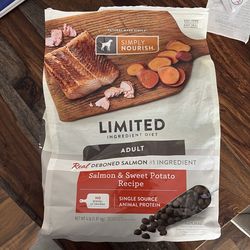 SIMPLY
NOURISH
LIMITED
INGREDIENT DIET
ADULT
Real DEBONED SALMON #1 INGREDIENT
Salmon & Sweet Potato
Recipe
SINGLE SOURCE
ANIMAL PROTEIN